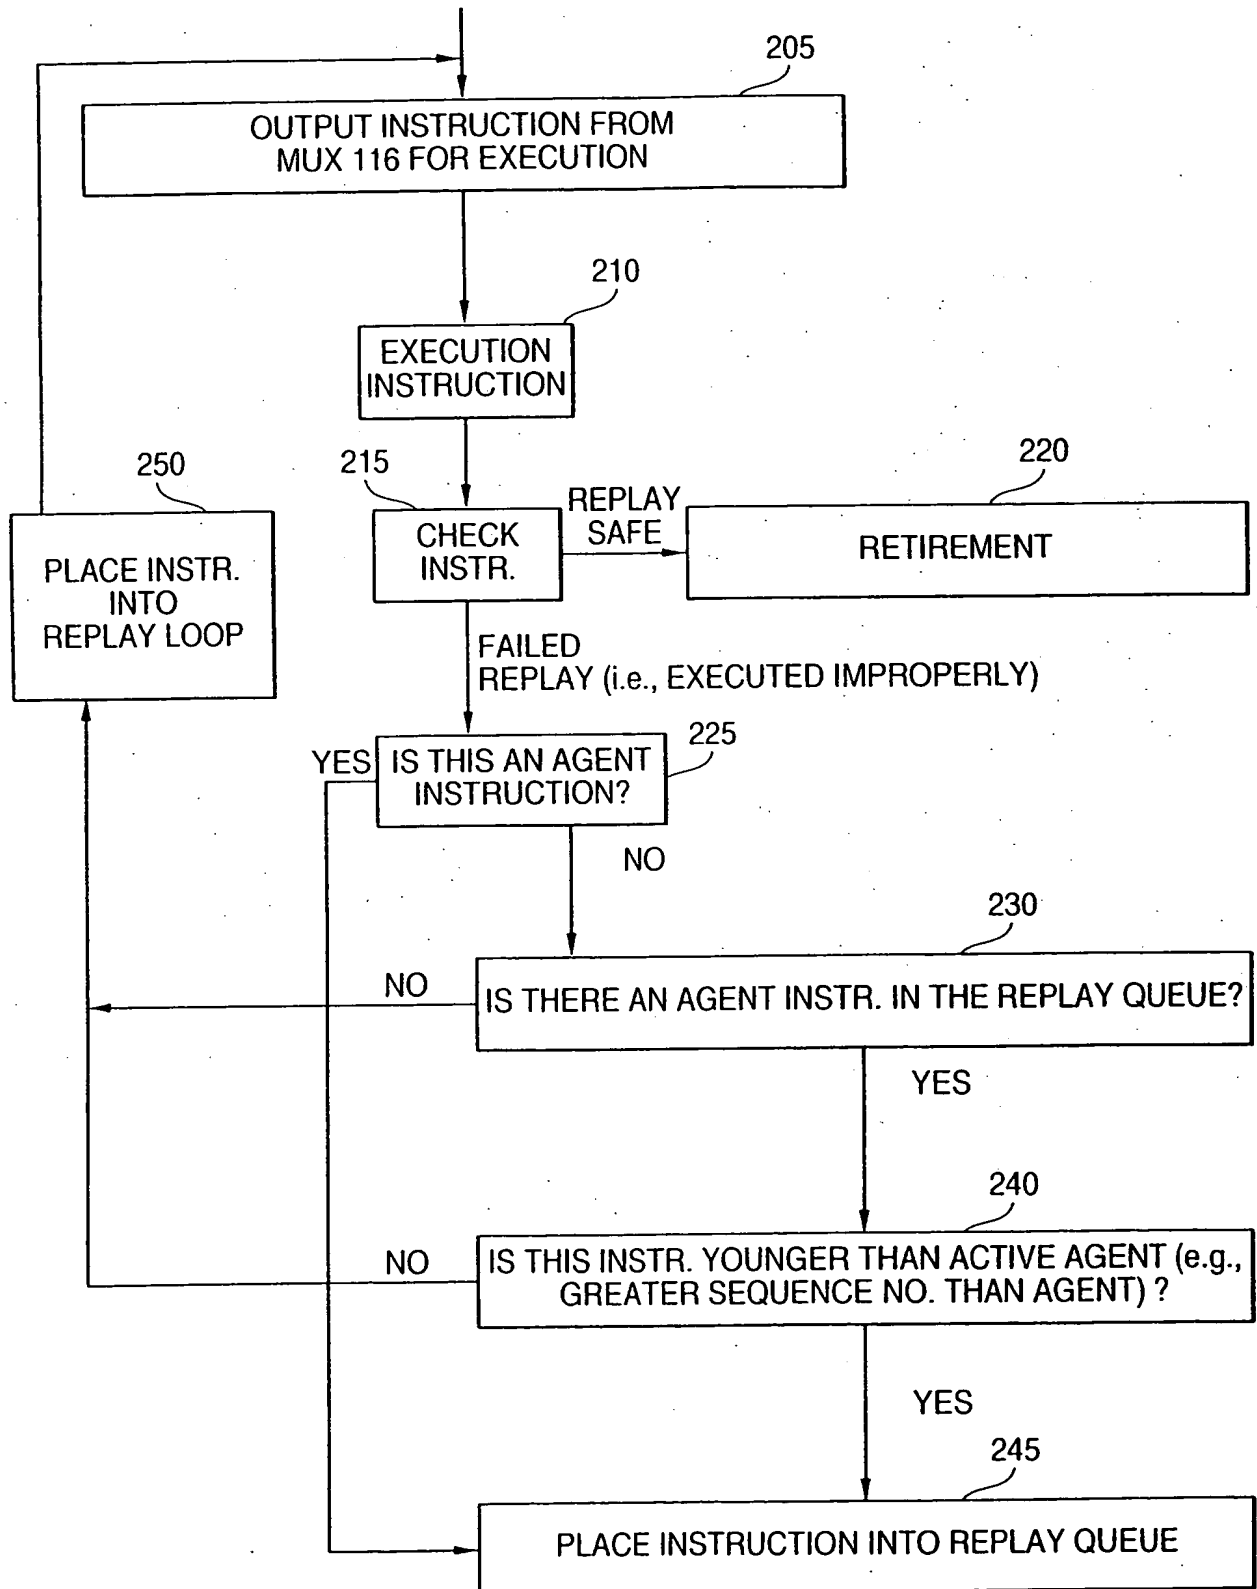 205
OUTPUT INSTRUCTION FROM
MUX 116 FOR EXECUTION
210
EXECUTION
INSTRUCTION
250
PLACE INSTR.
INTO
REPLAY LOOP
215
CHECK
INSTR.
REPLAY
SAFE
220
RETIREMENT
FAILED
REPLAY (i.e., EXECUTED IMPROPERLY)
225
YES
IS THIS AN AGENT
INSTRUCTION?
NO
230
NO
IS THERE AN AGENT INSTR. IN THE REPLAY QUEUE?
YES
240
NO
IS THIS INSTR. YOUNGER THAN ACTIVE AGENT (e.g.,
GREATER SEQUENCE NO. THAN AGENT) ?
YES
245
PLACE INSTRUCTION INTO REPLAY QUEUE